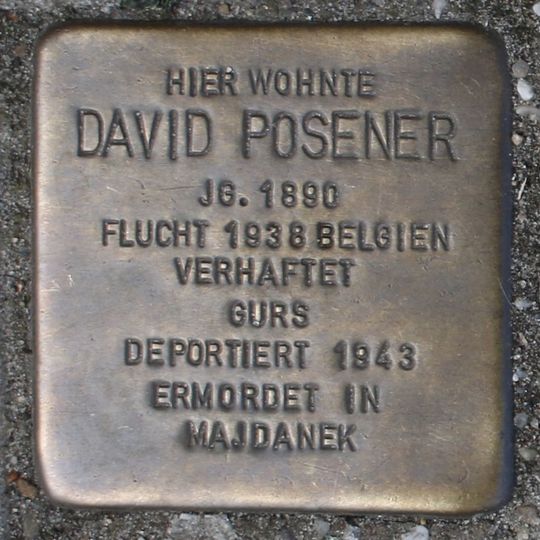 HIER WOHNTE
DAVID POSENER
JG. 1890
FLUCHT 1938 BELGIEN
VERHAFTET
GURS
DEPORTIERT 1943
ERMORDET IN
MAJDANEK